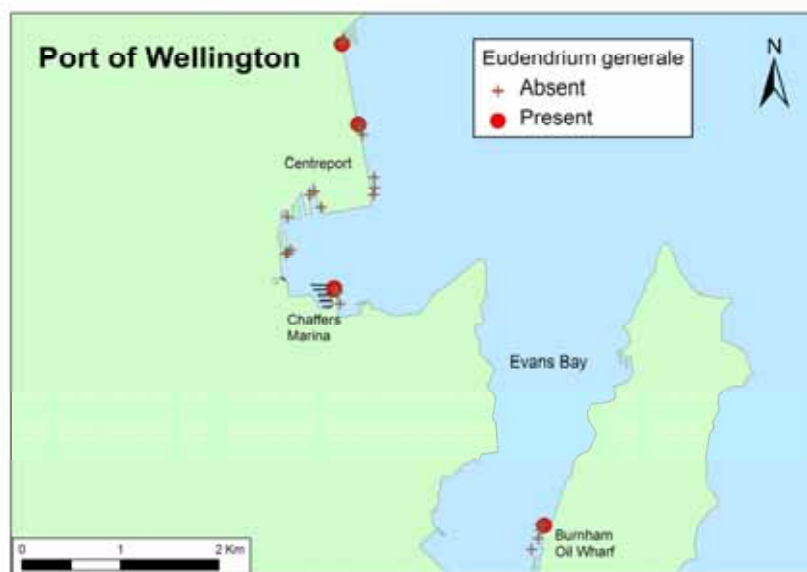 Port of Wellington
Eudendrium generale
Absent
Present
N
Centreport
Chaffers
Marina
Evans Bay
Burnham
Oil Wharf
0 1 2 Km